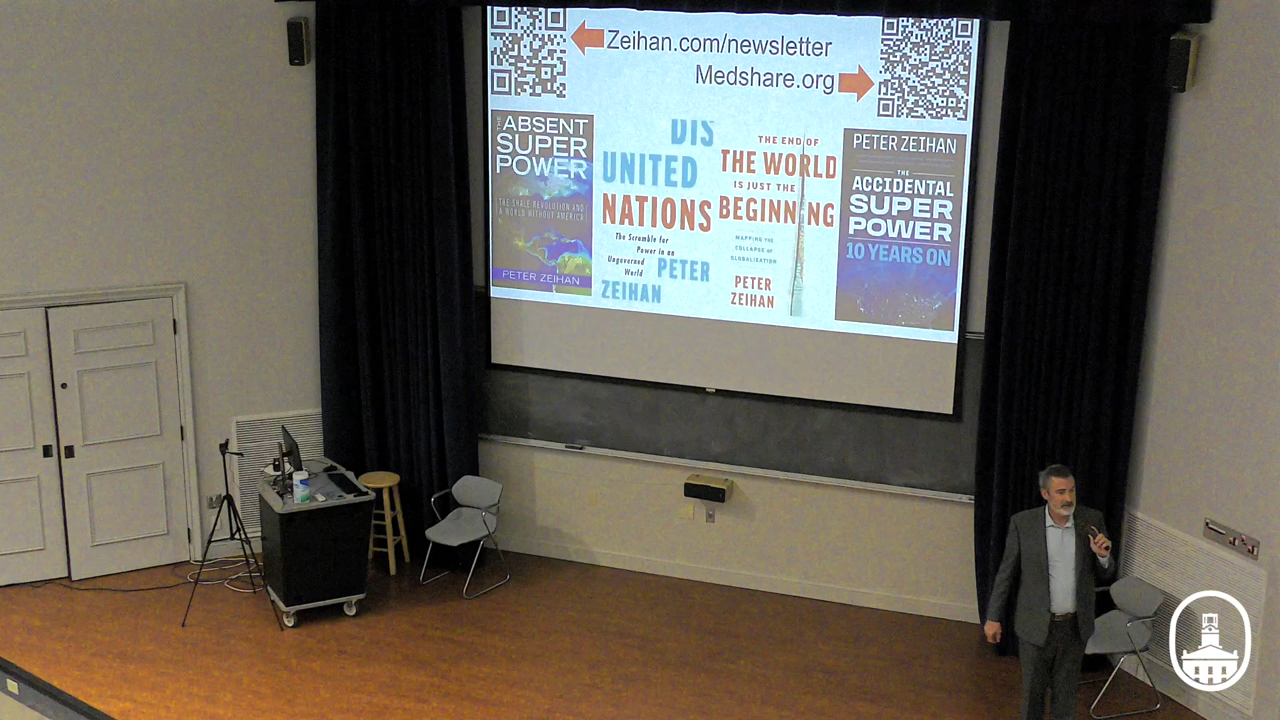 Zeihan.com/newsletter
Medshare.org
THE
ABSENT
SUPER
POWER
THE SHALE REVOLUTION AND
A WORLD WITHOUT AMERICA
PETER ZEIHAN
DIS
UNITED
NATIONS
The Scramble for
Power in an
Ungoverned
World
PETER
ZEIHAN
THE END OF
THE WORLD
IS JUST THE
BEGINNING
MAPPING THE
COLLAPSE OF
GLOBALIZATION
PETER
ZEIHAN
PETER ZEIHAN
THE
ACCIDENTAL
SUPER
POWER
10 YEARS ON